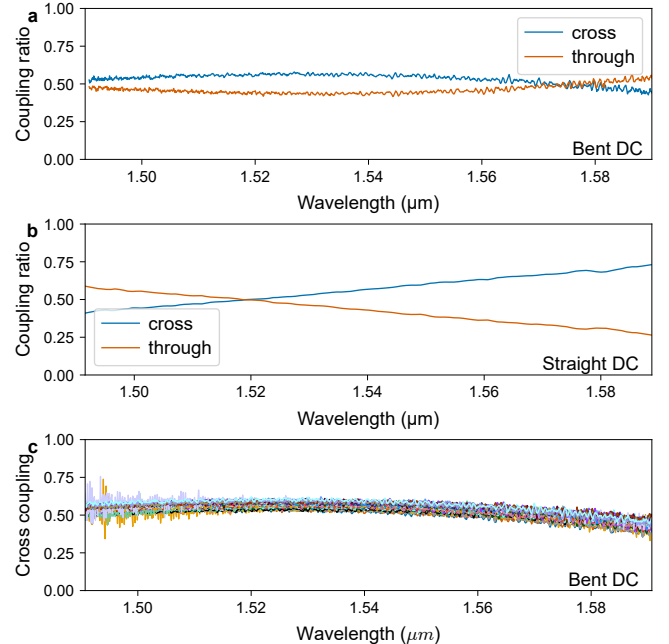 a
1.00
0.75
0.50
0.25
0.00
Coupling ratio
cross
through
Bent DC
1.50 1.52 1.54 1.56 1.58
Wavelength (μm)
b
1.00
0.75
0.50
0.25
0.00
Coupling ratio
cross
through
Straight DC
1.50 1.52 1.54 1.56 1.58
Wavelength (μm)
c
1.00
0.75
0.50
0.25
0.00
Cross coupling
Bent DC
1.50 1.52 1.54 1.56 1.58
Wavelength (μm)